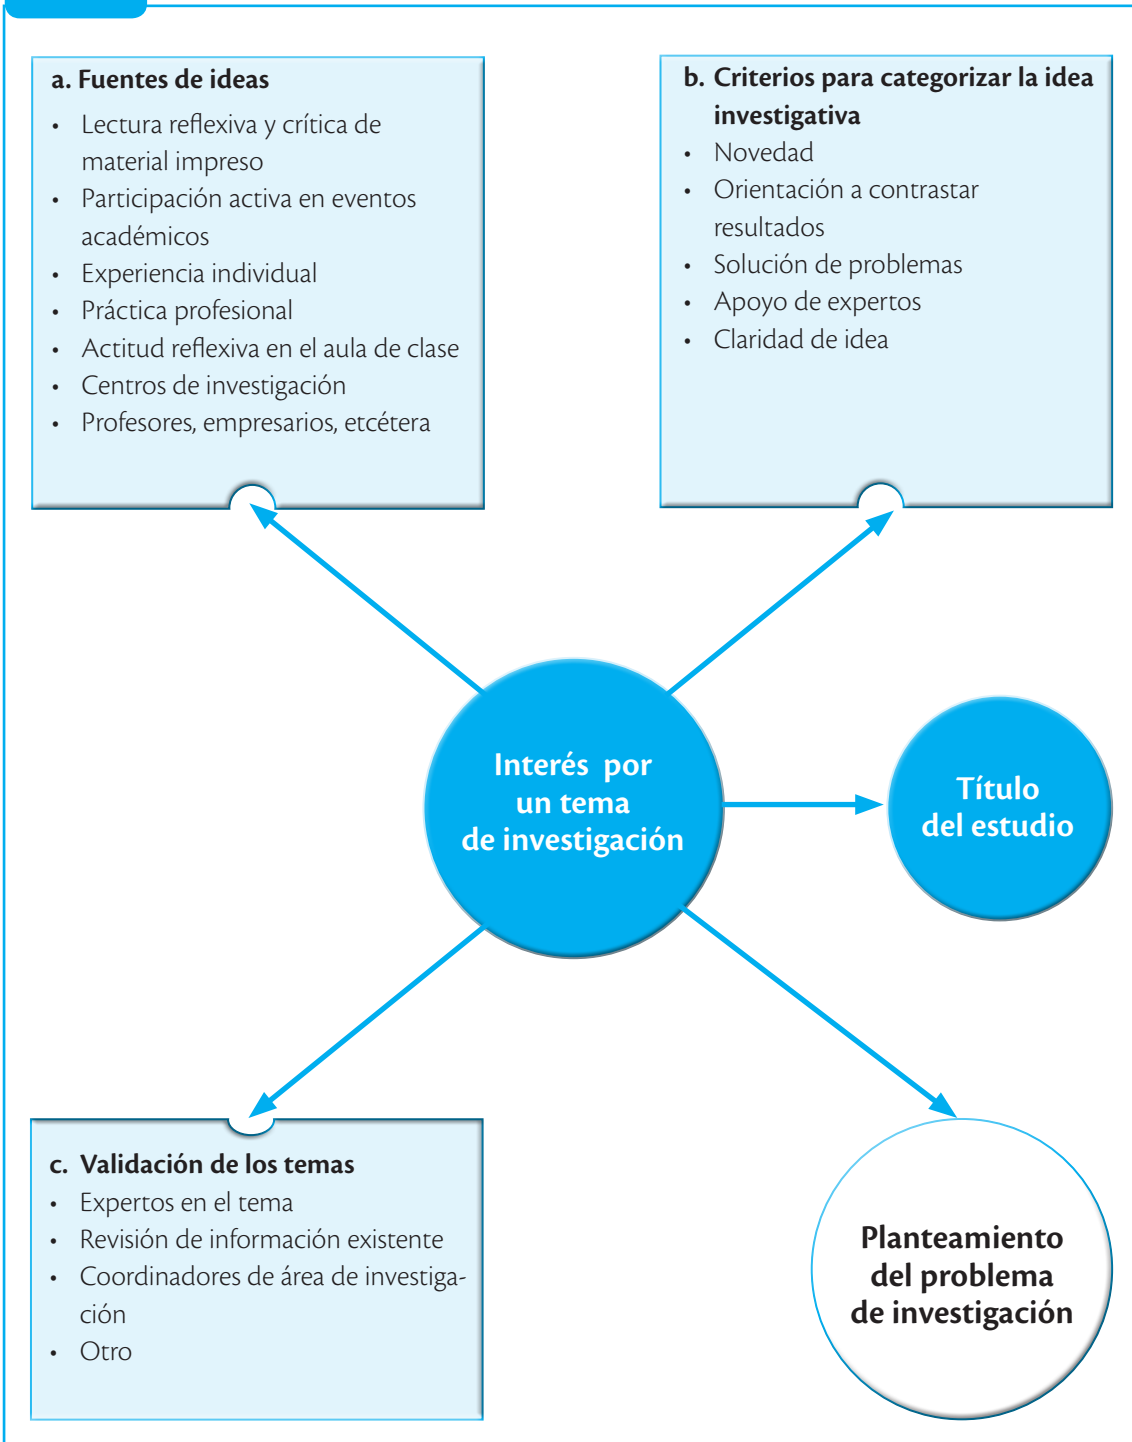 a. Fuentes de ideas
• Lectura reflexiva y crítica de
material impreso
• Participación activa en eventos
académicos
• Experiencia individual
• Práctica profesional
• Actitud reflexiva en el aula de clase
• Centros de investigación
• Profesores, empresarios, etcétera
b. Criterios para categorizar la idea
investigativa
• Novedad
• Orientación a contrastar
resultados
• Solución de problemas
• Apoyo de expertos
• Claridad de idea
Interés por
un tema
de investigación
Título
del estudio
c. Validación de los temas
• Expertos en el tema
• Revisión de información existente
• Coordinadores de área de investiga-
ción
• Otro
Planteamiento
del problema
de investigación